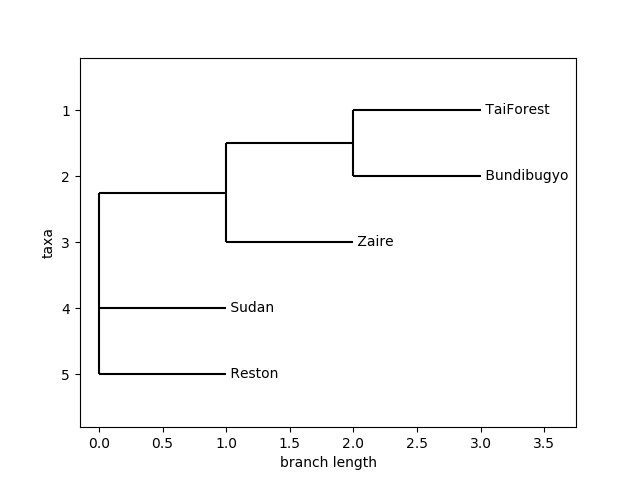 1
TaiForest
2
Bundibugyo
3
Zaire
taxa
4
Sudan
5
Reston
0.0 0.5 1.0 1.5 2.0 2.5 3.0 3.5
branch length